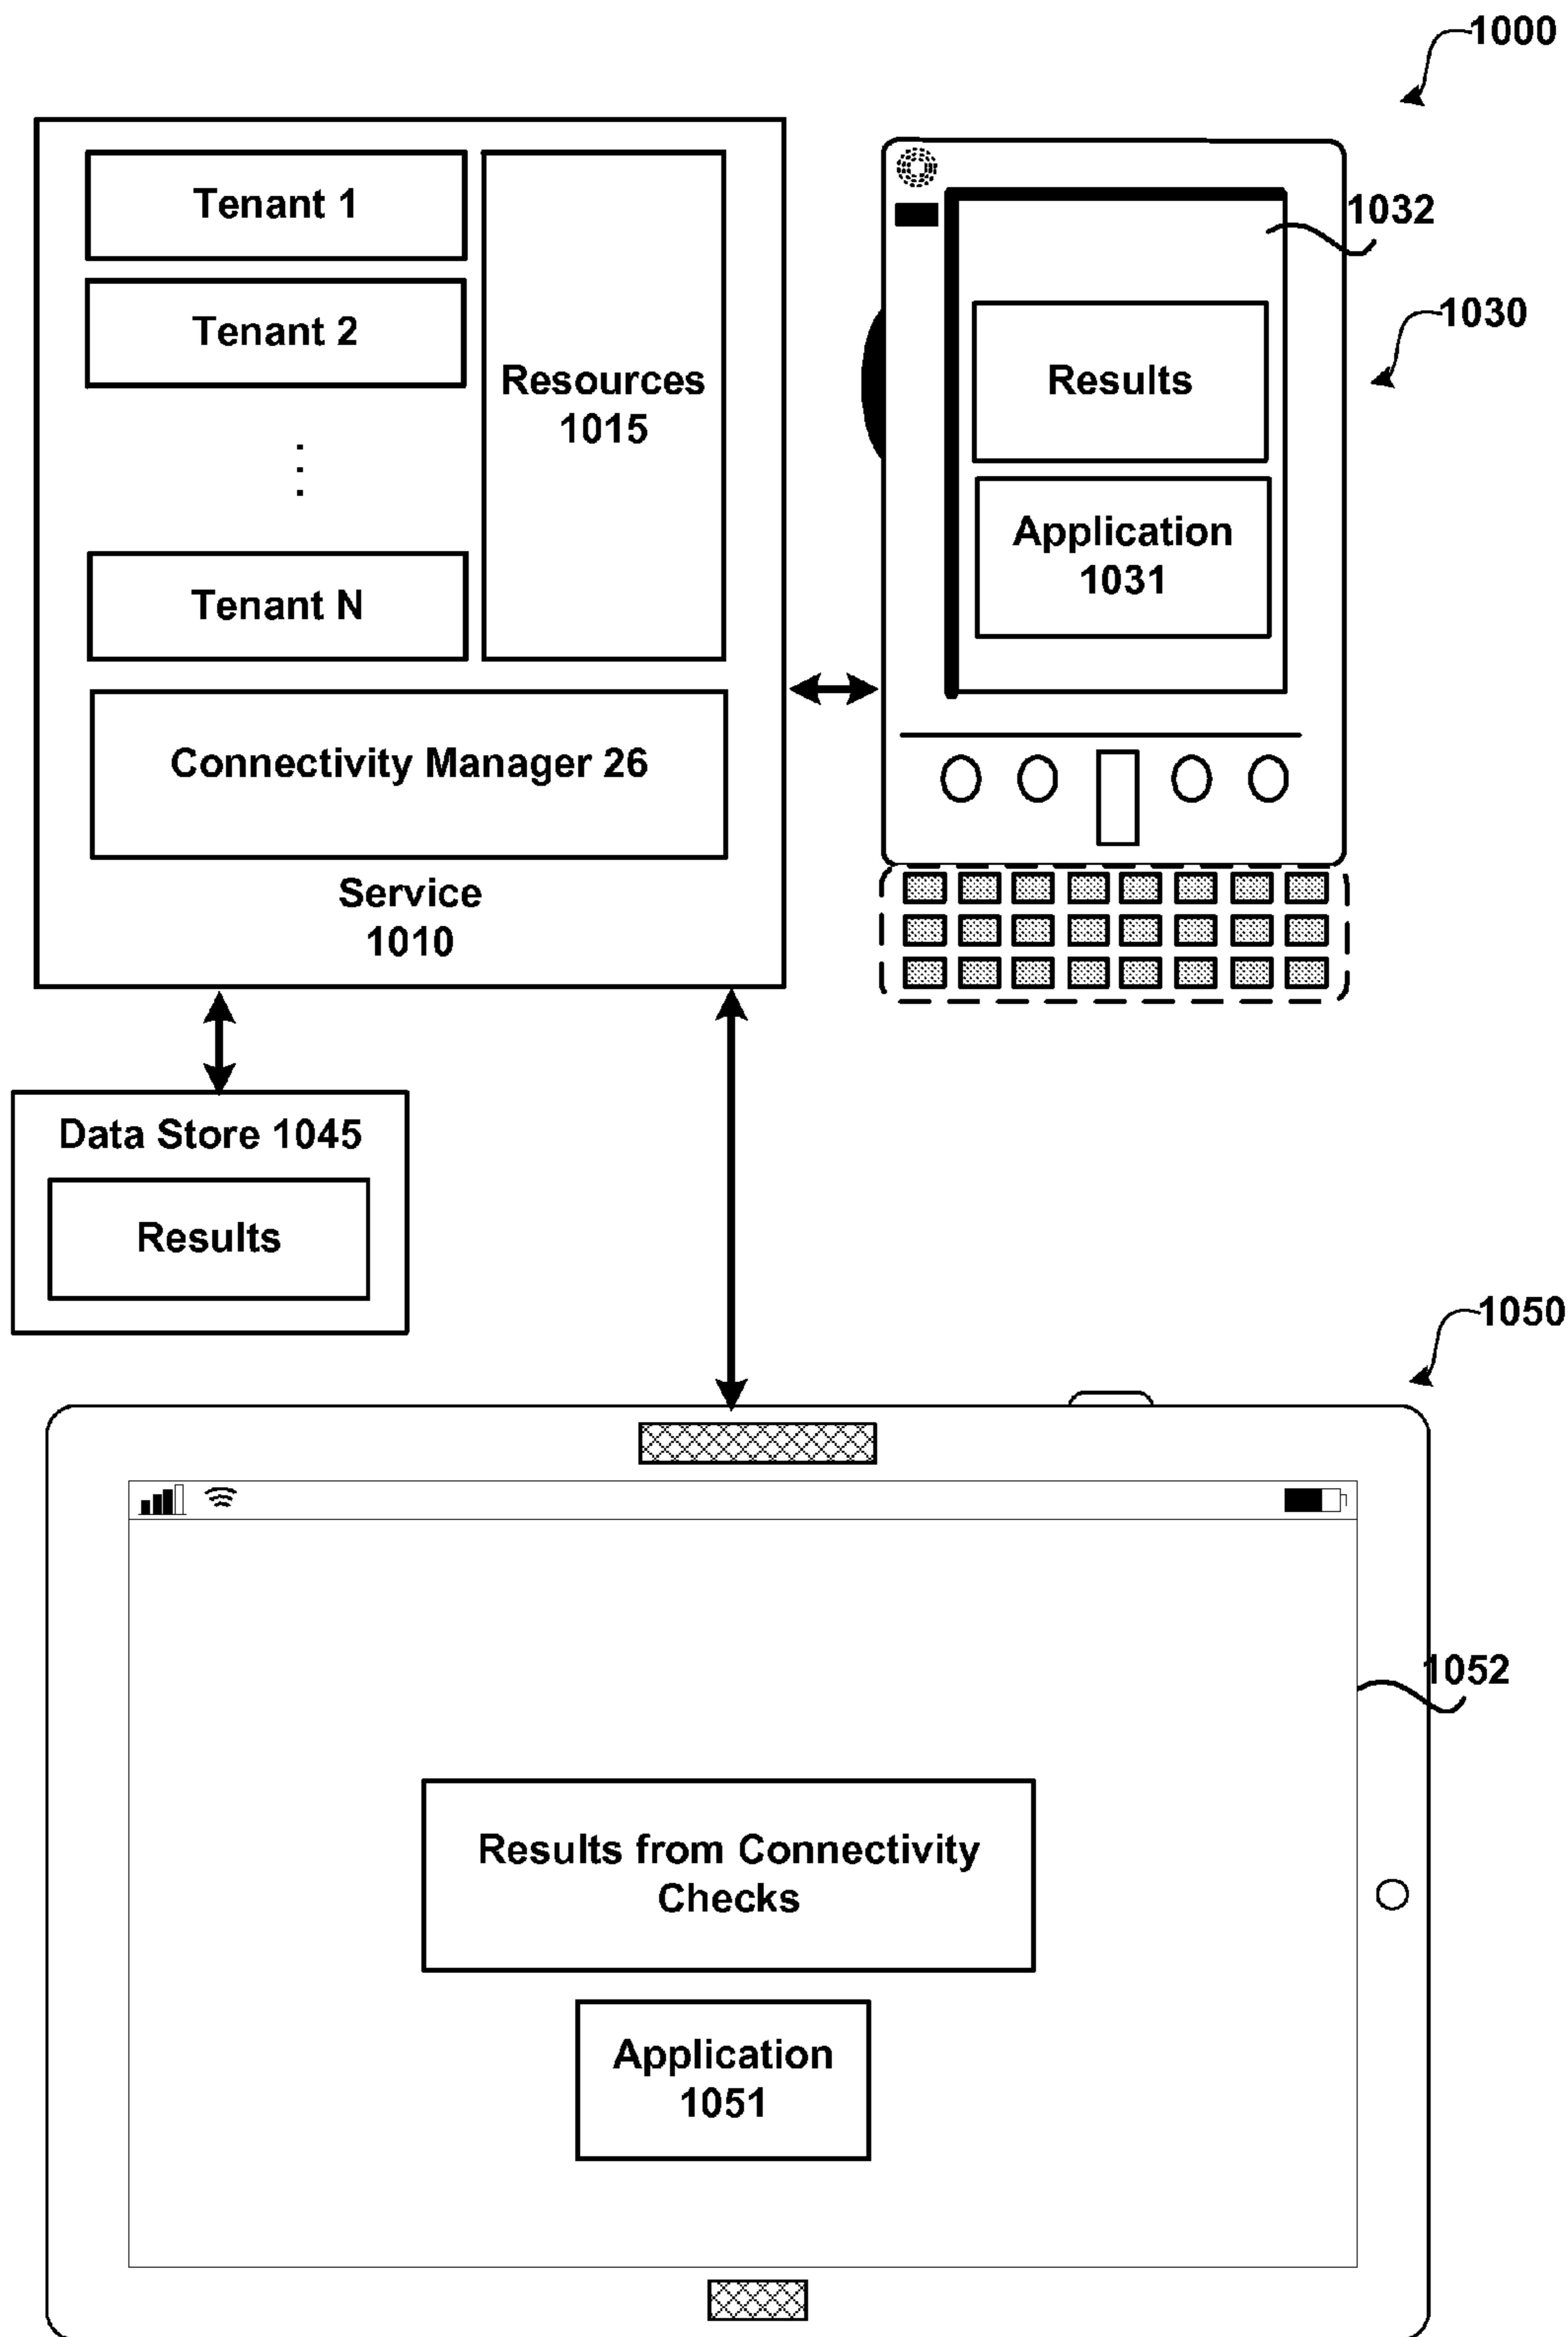 1000
Tenant 1
Tenant 2
Tenant N
Resources
1015
Connectivity Manager 26
Service
1010
1032
1030
Results
Application
1031
Data Store 1045
Results
1050
1052
Results from Connectivity
Checks
Application
1051